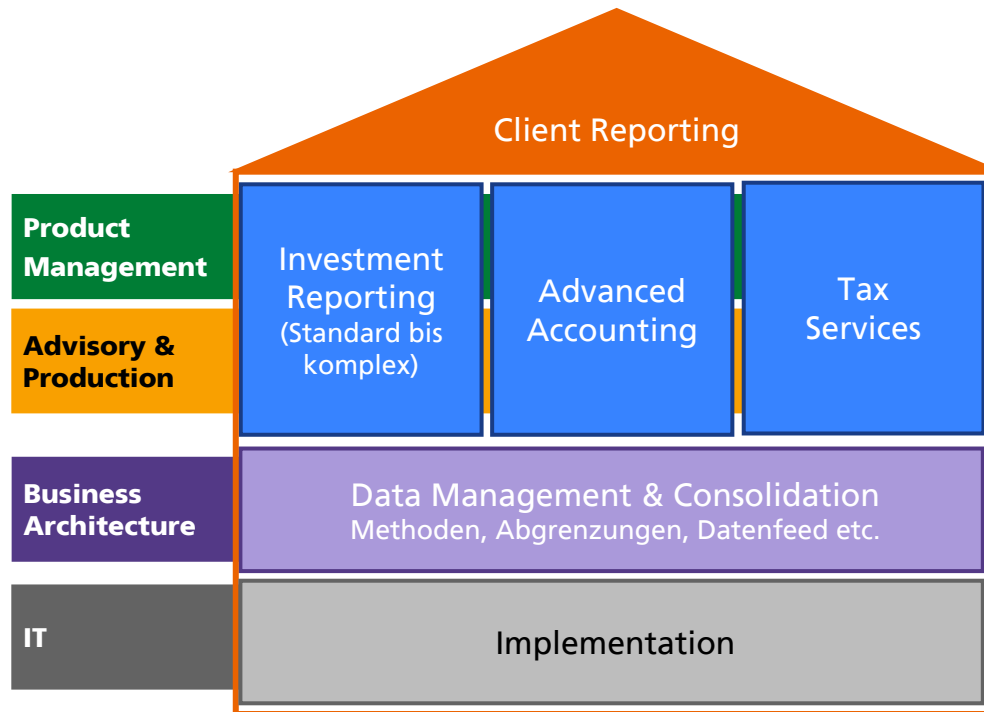 Client Reporting
Product
Management
Investment
Reporting
(Standard bis
komplex)
Advanced
Accounting
Tax
Services
Advisory &
Production
Business
Architecture
Data Management & Consolidation
Methoden, Abgrenzungen, Datenfeed etc.
IT
Implementation